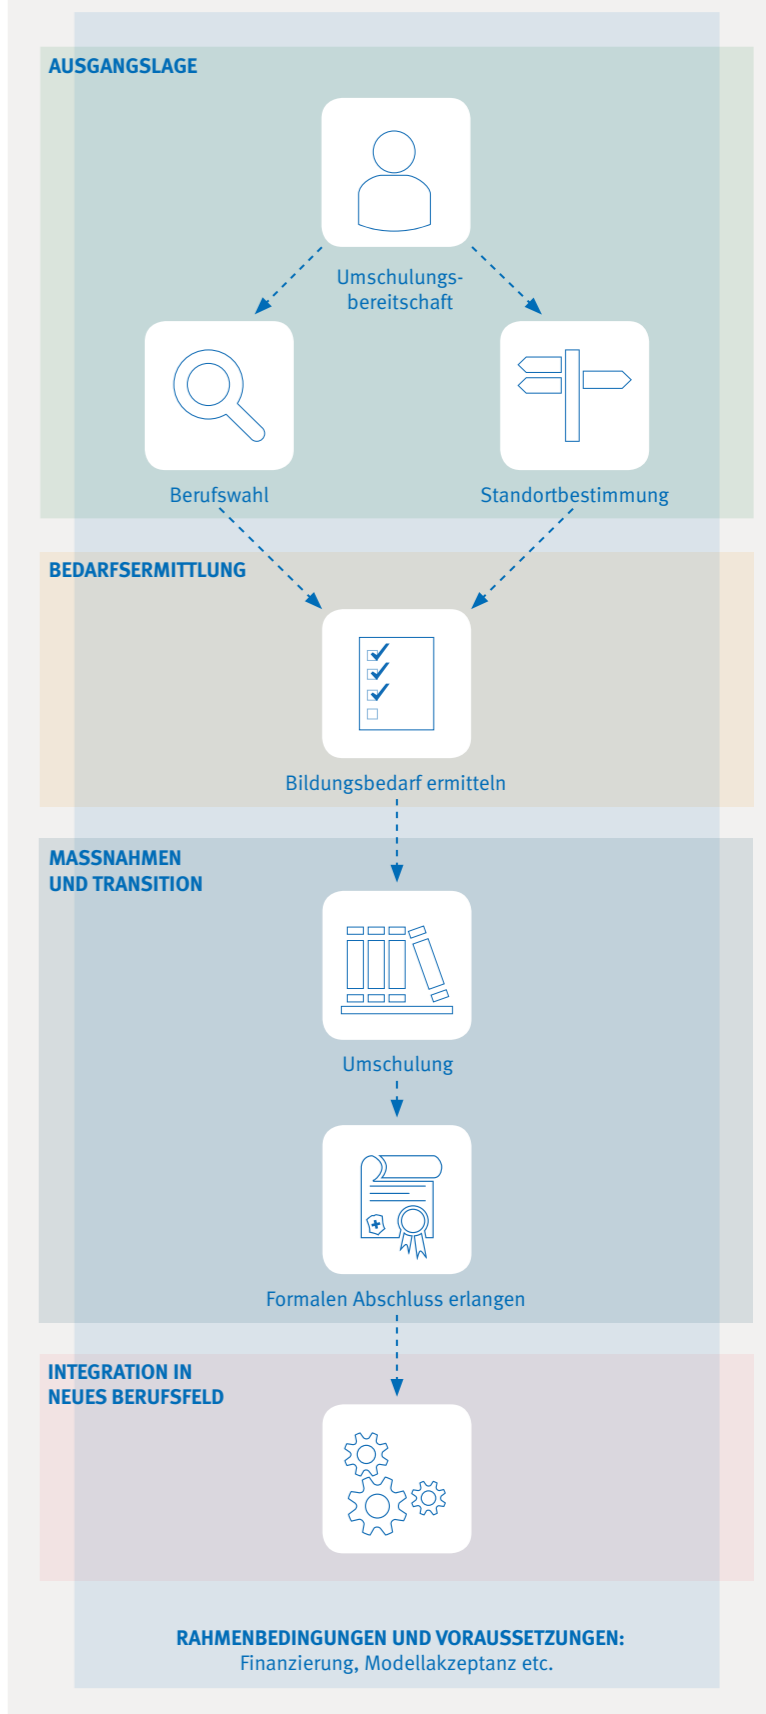 AUSGANGSLAGE
Umschulungs-
bereitschaft
Berufswahl
Standortbestimmung
BEDARFSERMITTLUNG
Bildungsbedarf ermitteln
MASSNAHMEN
UND TRANSITION
Umschulung
Formalen Abschluss erlangen
INTEGRATION IN
NEUES BERUFSFELD
RAHMENBEDINGUNGEN UND VORAUSSETZUNGEN:
Finanzierung, Modellakzeptanz etc.